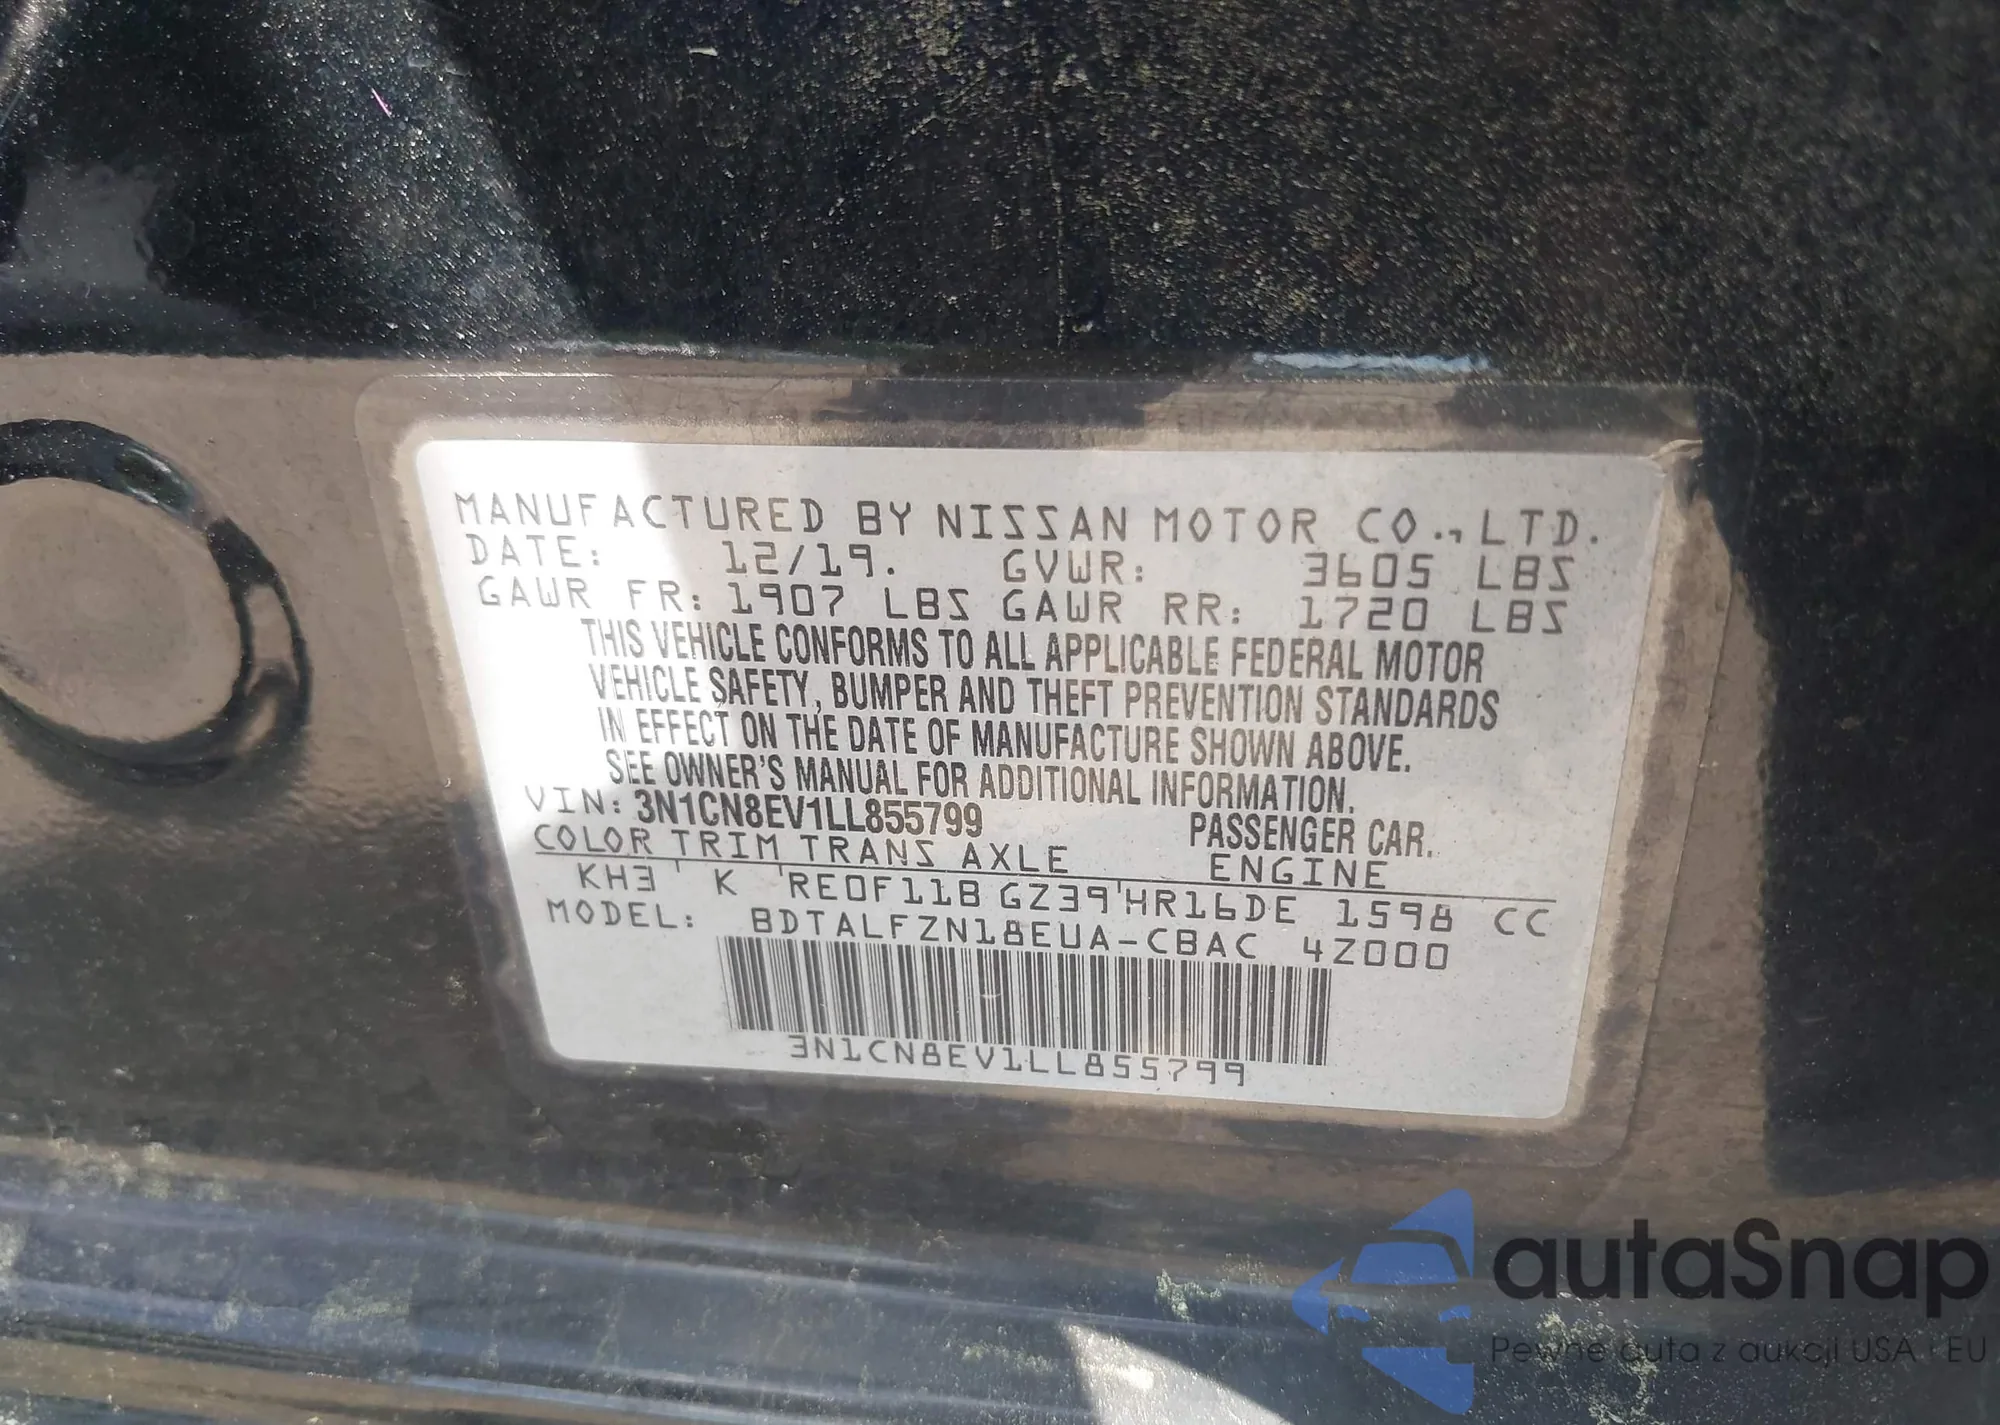 MANUFACTURED BY NISSAN MOTOR CO.,LTD.
DATE: 12/19. GVWR: 3605 LBS
GAWR FR: 1907 LBS GAWR RR: 1720 LBS
THIS VEHICLE CONFORMS TO ALL APPLICABLE FEDERAL MOTOR
VEHICLE SAFETY, BUMPER AND THEFT PREVENTION STANDARDS
IN EFFECT ON THE DATE OF MANUFACTURE SHOWN ABOVE.
SEE OWNER'S MANUAL FOR ADDITIONAL INFORMATION.
VIN: 3N1CN8EV1LL855799 PASSENGER CAR.
COLOR TRIM TRANS AXLE ENGINE
KH3 ' K 'RE0F11B GZ39'HR16DE 1598 CC
MODEL: BDTALFZN18EUA-CBAC 4Z000
3N1CN8EV1LL855799
autaSnap
Pewne auta z aukcji USA i EU